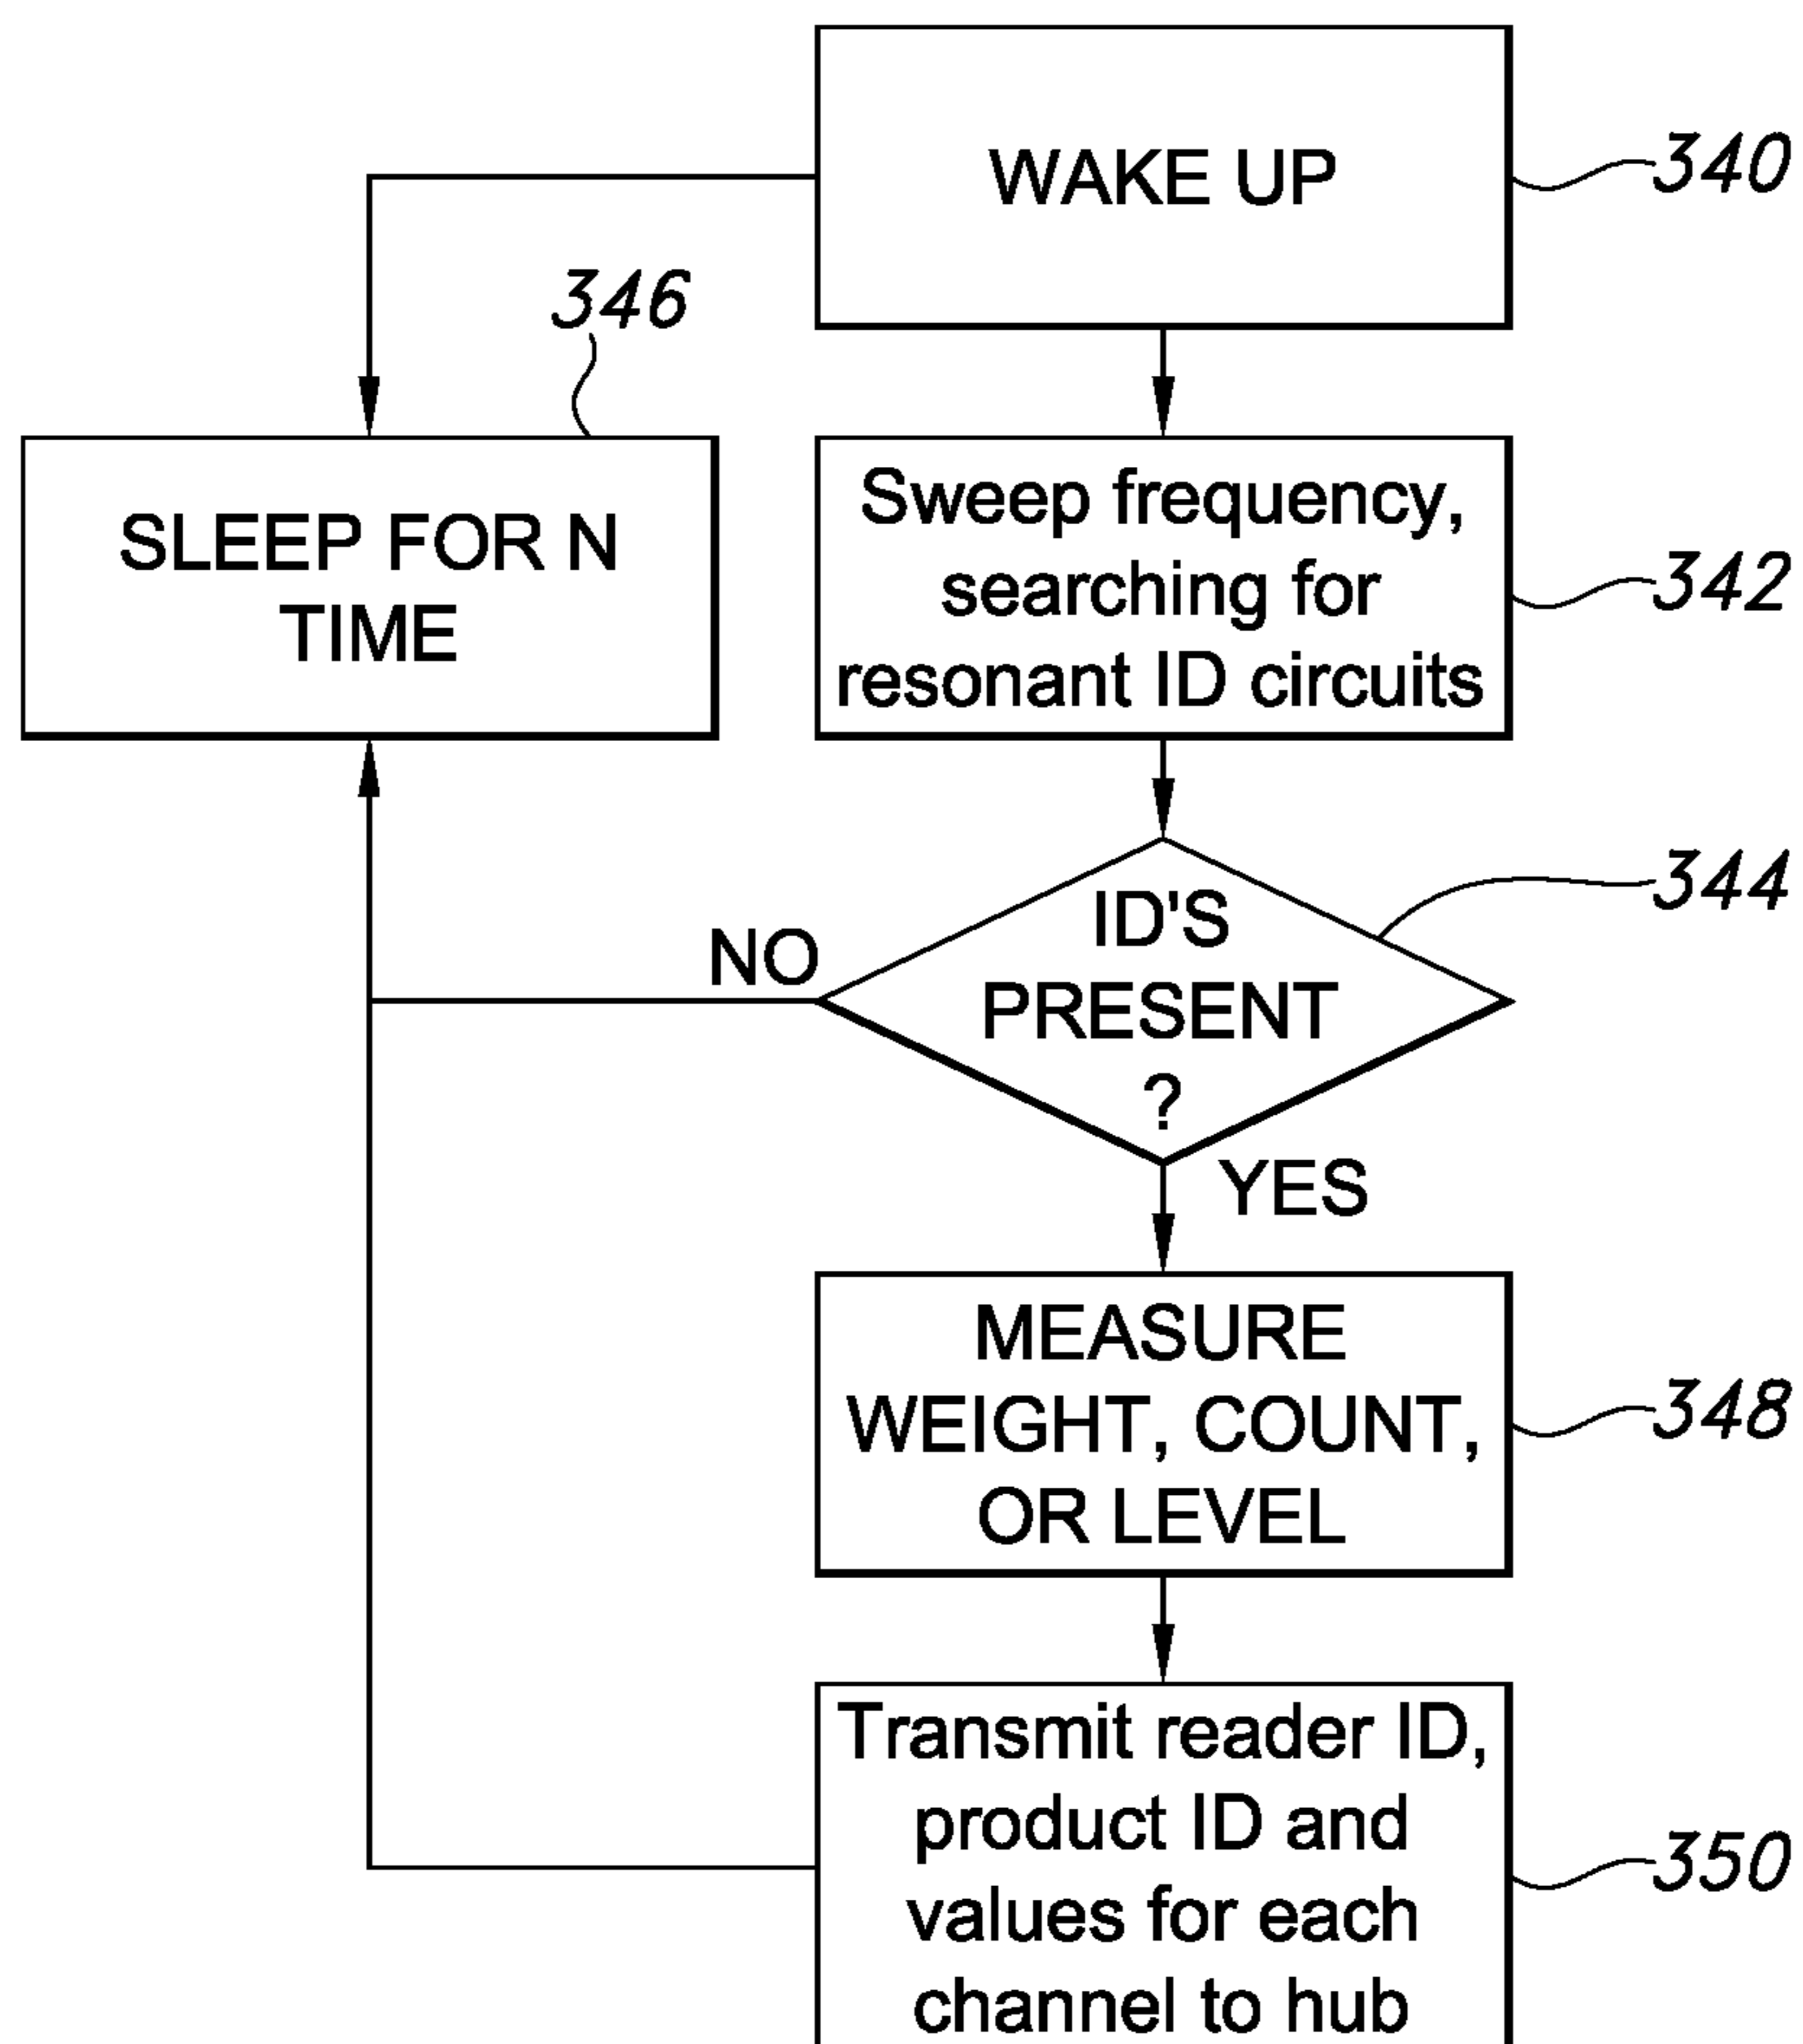 WAKE UP
340
346
SLEEP FOR N
TIME
Sweep frequency,
searching for
resonant ID circuits
342
ID'S
PRESENT
?
344
NO
YES
MEASURE
WEIGHT, COUNT,
OR LEVEL
348
Transmit reader ID,
product ID and
values for each
channel to hub
350